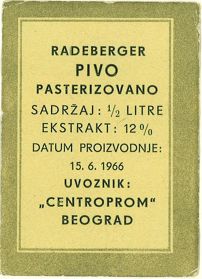 RADEBERGER
PIVO
PASTERIZOVANO
SADRŽAJ: ½ LITRE
EKSTRAKT: 12%
DATUM PROIZVODNJE:
15. 6. 1966
UVOZNIK:
„CENTROPROM“
BEOGRAD